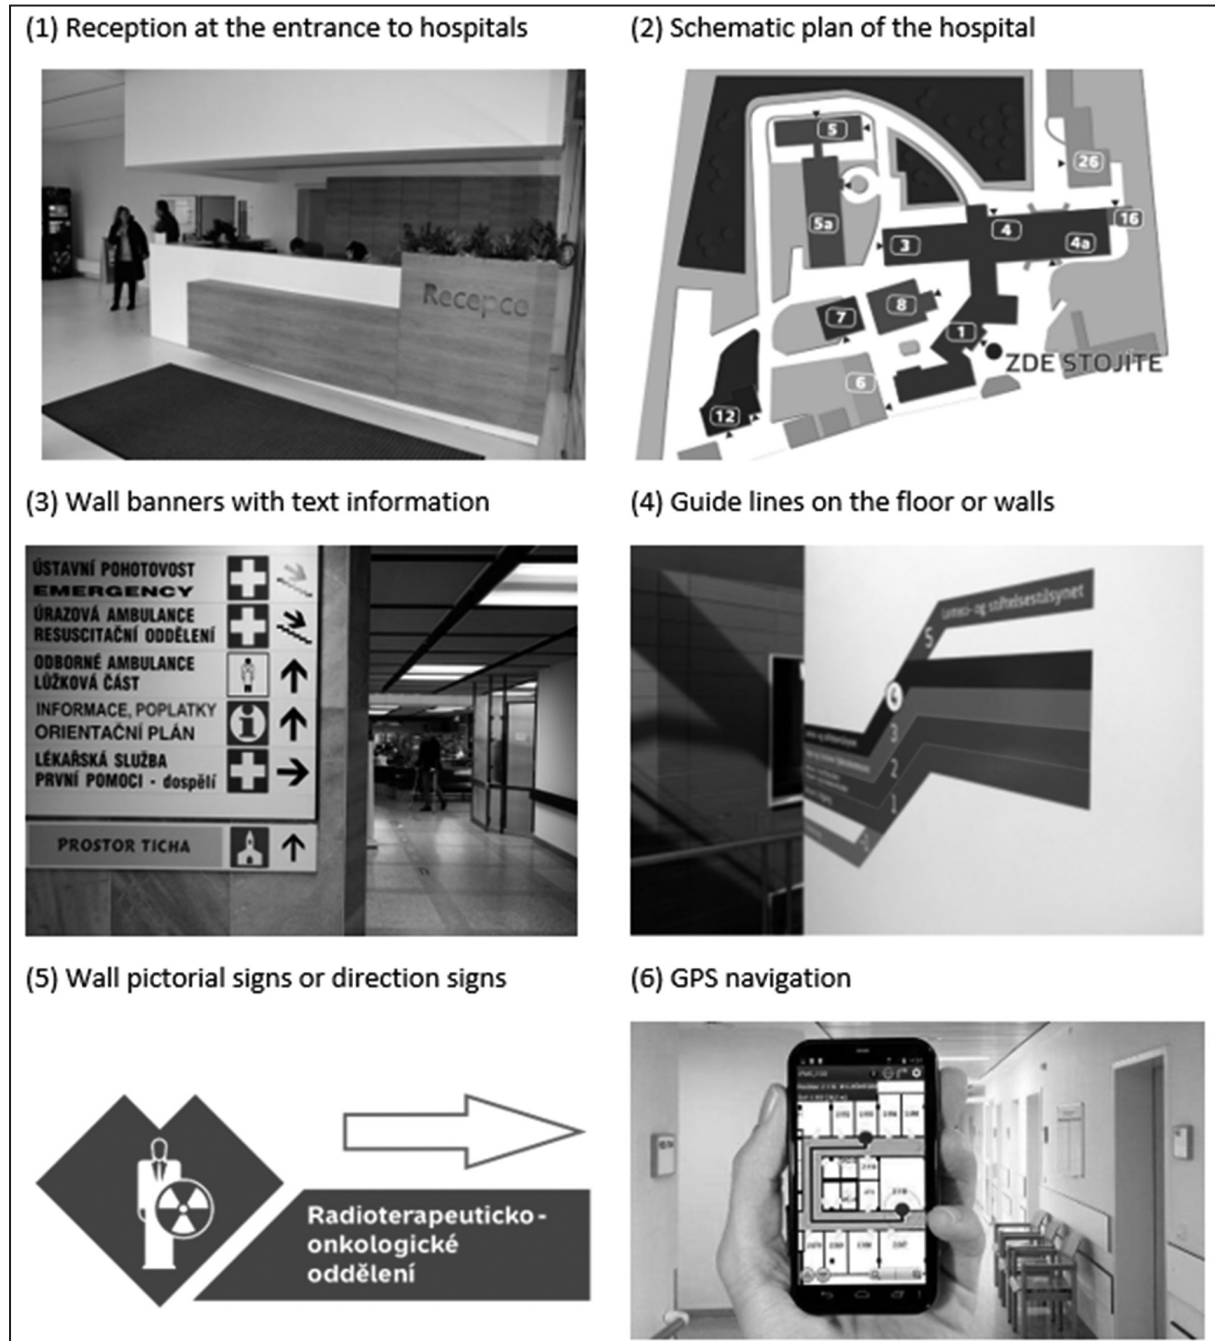 (1) Reception at the entrance to hospitals
(2) Schematic plan of the hospital
Recepce
5
26
5a
3
4
4a
16
7
8
1
ZDE STOJÍTE
6
12
(3) Wall banners with text information
(4) Guide lines on the floor or walls
ÚSTAVNÍ POHOTOVOST
EMERGENCY
ÚRAZOVÁ AMBULANCE
RESUSCITAČNÍ ODDĚLENÍ
ODBORNÉ AMBULANCE
LŮŽKOVÁ ČÁST
INFORMACE, POPLATKY
ORIENTAČNÍ PLÁN
LÉKAŘSKÁ SLUŽBA
PRVNÍ POMOCI - dospělí
PROSTOR TICHA
5
4
3
2
1
(5) Wall pictorial signs or direction signs
(6) GPS navigation
Radioterapeuticko-
onkologické
oddělení